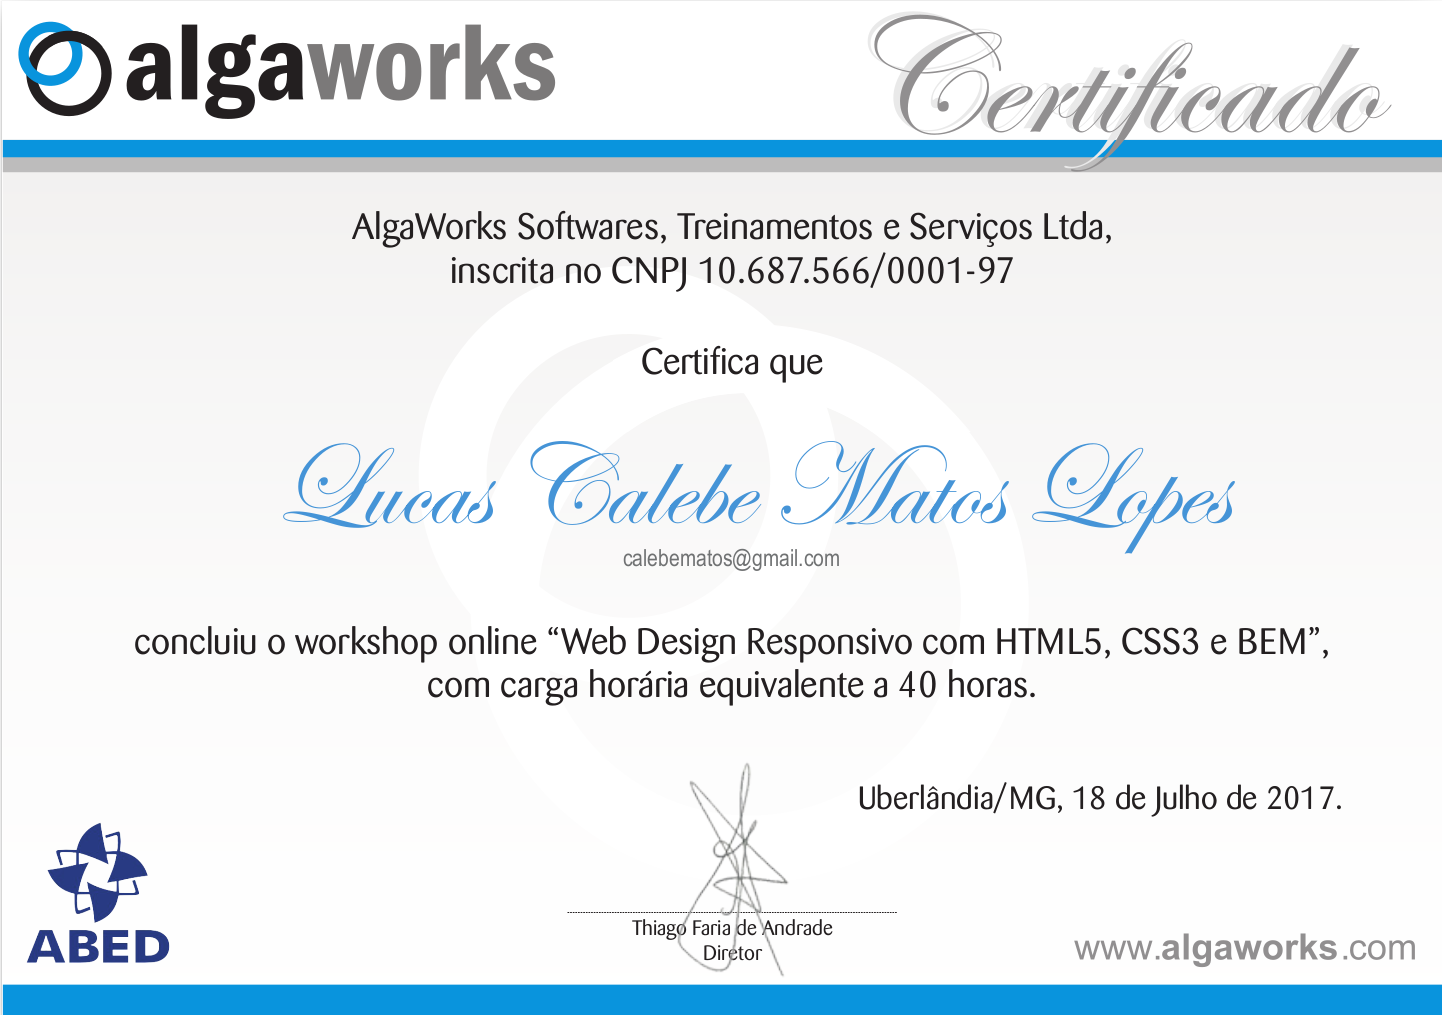 algaworks
Certificado
AlgaWorks Softwares, Treinamentos e Serviços Ltda,
inscrita no CNPJ 10.687.566/0001-97
Certifica que
Lucas Calebe Matos Lopes
calebematos@gmail.com
concluiu o workshop online “Web Design Responsivo com HTML5, CSS3 e BEM”,
com carga horária equivalente a 40 horas.
Uberlândia/MG, 18 de Julho de 2017.
Thiago Faria de Andrade
Diretor
ABED
www.algaworks.com